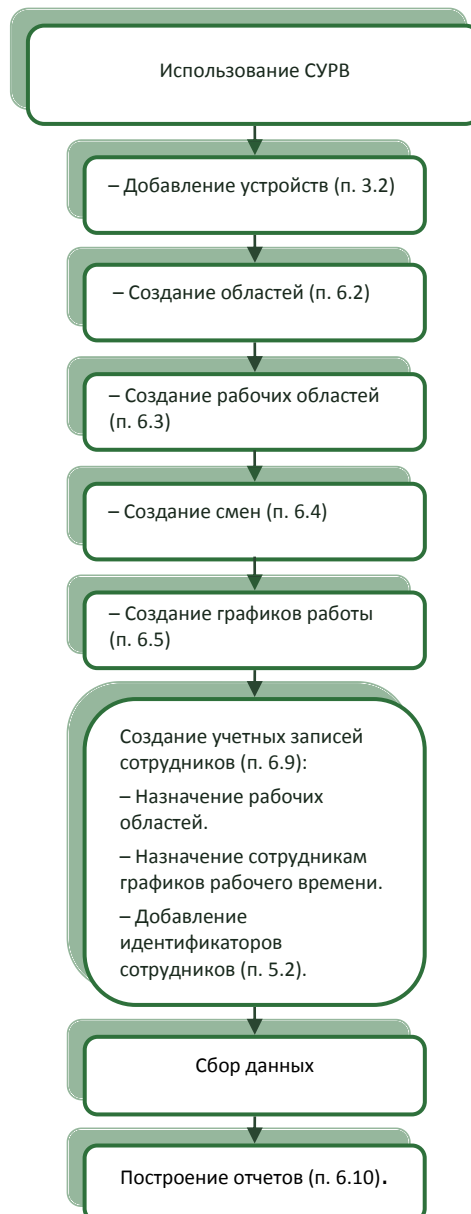 Использование СУРВ
– Добавление устройств (п. 3.2)
– Создание областей (п. 6.2)
– Создание рабочих областей
(п. 6.3)
– Создание смен (п. 6.4)
– Создание графиков работы
(п. 6.5)
Создание учетных записей
сотрудников (п. 6.9):
– Назначение рабочих
областей.
– Назначение сотрудникам
графиков рабочего времени.
– Добавление
идентификаторов
сотрудников (п. 5.2).
Сбор данных
Построение отчетов (п. 6.10).